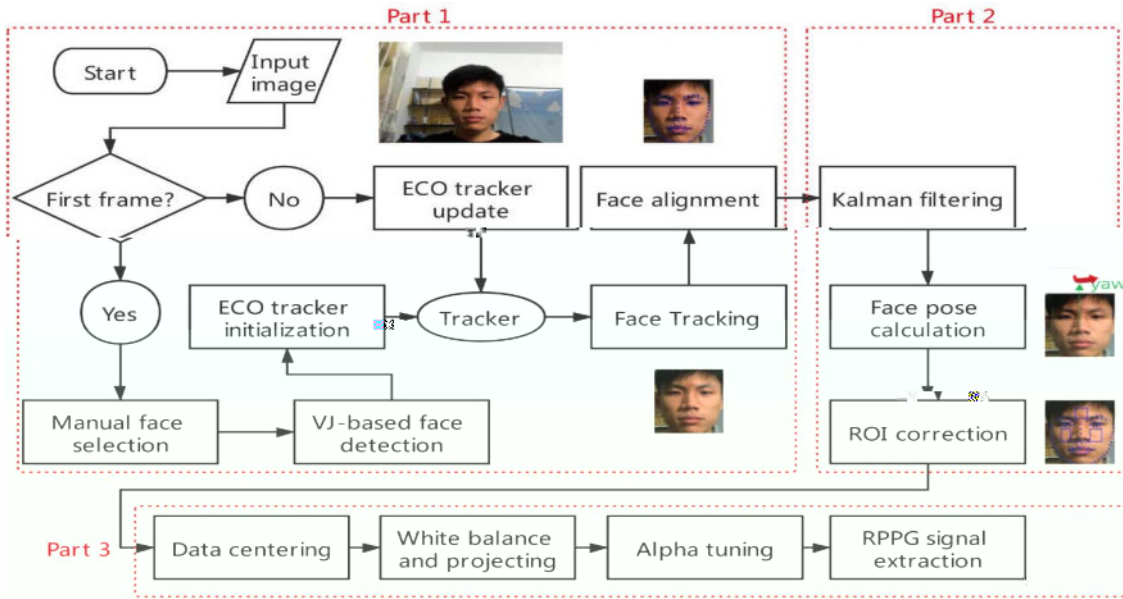 Part 1
Part 2
Start
Input
image
First frame?
No
ECO tracker
update
Face alignment
Kalman filtering
Yes
ECO tracker
initialization
Tracker
Face Tracking
Face pose
calculation
yaw
Manual face
selection
VJ-based face
detection
ROI correction
Part 3
Data centering
White balance
and projecting
Alpha tuning
RPPG signal
extraction